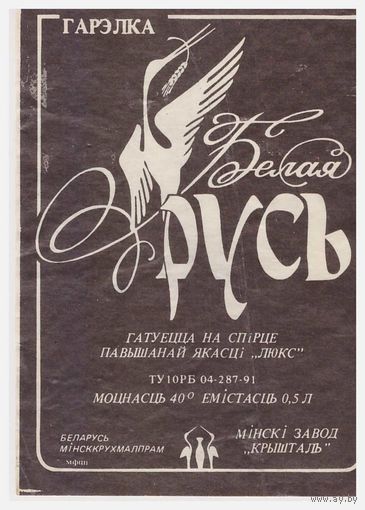 ГАРЭЛКА
Белая
РУСЬ
ГАТУЕЦЦА НА СПІРЦЕ
ПАВЫШАНАЙ ЯКАСЦІ „ЛЮКС"
ТУ10РБ 04-287-91
МОЦНАСЦЬ 40° ЕМІСТАСЦЬ 0,5 Л
БЕЛАРУСЬ
МІНСККРУХМАЛПРАМ
мфцп
МІНСКІ ЗАВОД
„КРЫШТАЛЬ"
www.ay.by